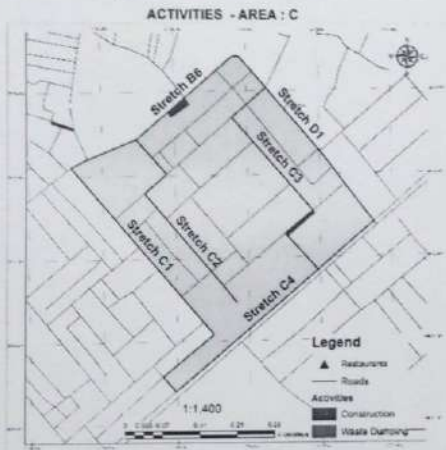 ACTIVITIES - AREA : C
Stretch B6
Stretch D1
Stretch C3
Stretch C2
Stretch C1
Stretch C4
Legend
Restaurants
Roads
Activities
Construction
Waste Dumping
1:1,400